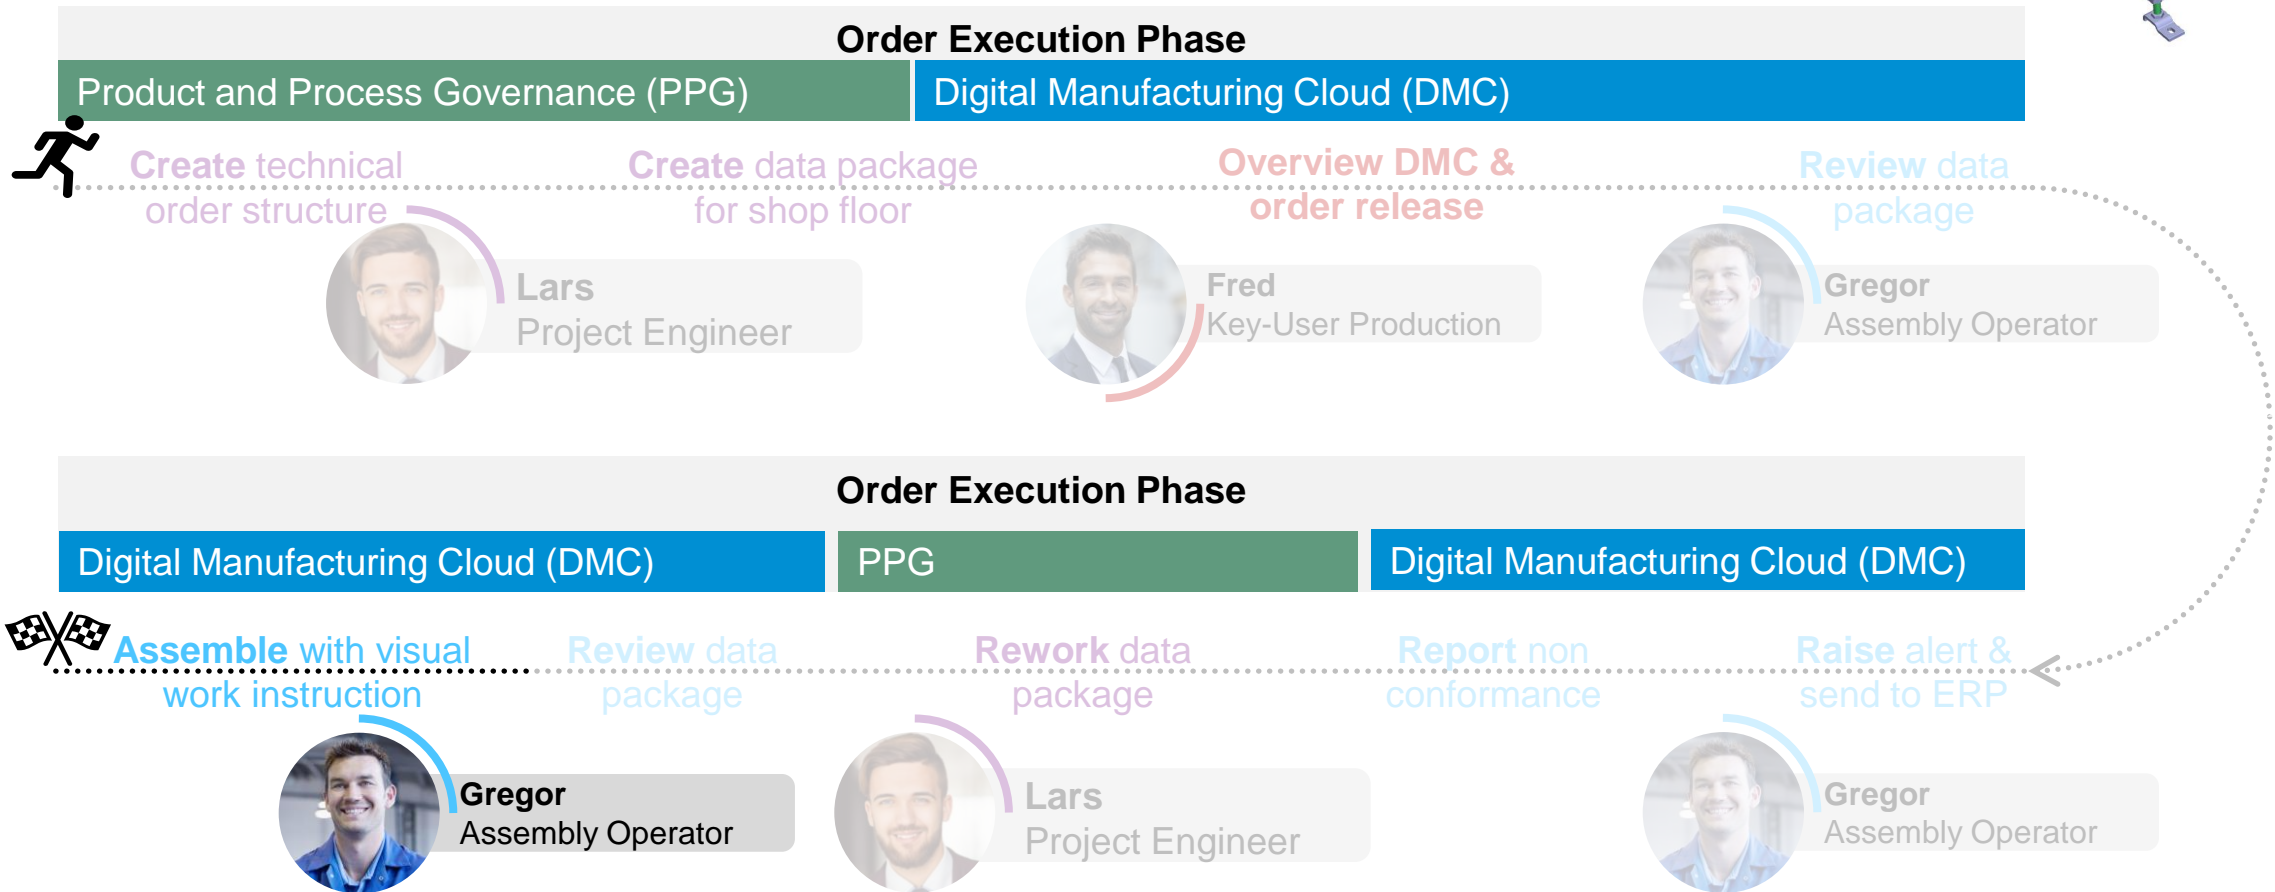 Order Execution Phase
Product and Process Governance (PPG)
Digital Manufacturing Cloud (DMC)
Create technical
order structure
Create data package
for shop floor
Overview DMC &
order release
Review data
package
Lars
Project Engineer
Fred
Key-User Production
Gregor
Assembly Operator
Order Execution Phase
Digital Manufacturing Cloud (DMC)
PPG
Digital Manufacturing Cloud (DMC)
Assemble with visual
work instruction
Review data
package
Rework data
package
Report non
conformance
Raise alert &
send to ERP
Gregor
Assembly Operator
Lars
Project Engineer
Gregor
Assembly Operator